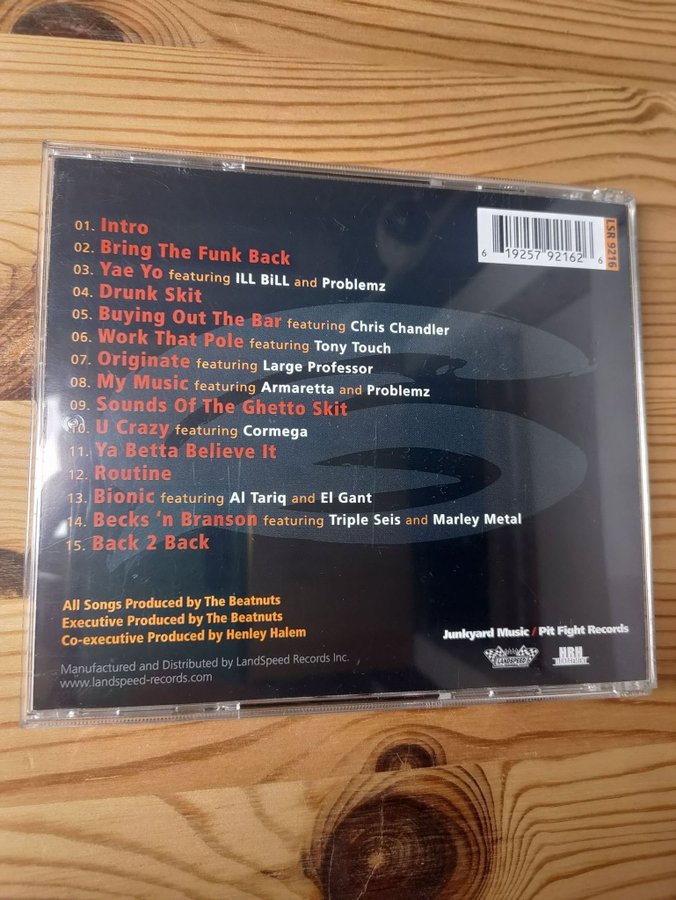 01. Intro
02. Bring The Funk Back
03. Yae Yo featuring ILL BiLL and Problemz
04. Drunk Skit
05. Buying Out The Bar featuring Chris Chandler
06. Work That Pole featuring Tony Touch
07. Originate featuring Large Professor
08. My Music featuring Armaretta and Problemz
09. Sounds Of The Ghetto Skit
10. U Crazy featuring Cormega
11. Ya Betta Believe It
12. Routine
13. Bionic featuring Al Tariq and El Gant
14. Becks 'n Branson featuring Triple Seis and Marley Metal
15. Back 2 Back
6 19257 92162 6
LSR 9216
All Songs Produced by The Beatnuts
Executive Produced by The Beatnuts
Co-executive Produced by Henley Halem
Manufactured and Distributed by LandSpeed Records Inc.
www.landspeed-records.com
Junkyard Music / Pit Fight Records
LANDSPEED
HRH
MANAGEMENT